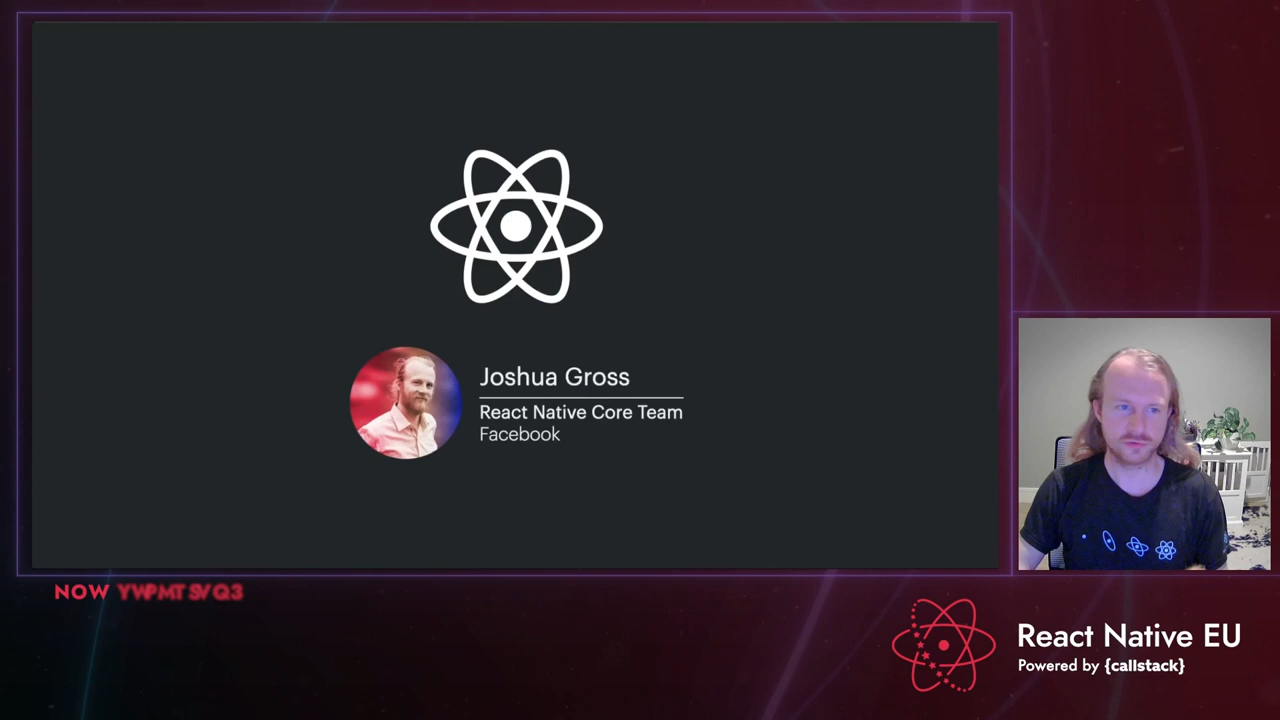 Joshua Gross
React Native Core Team
Facebook
NOW
React Native EU
Powered by {callstack}